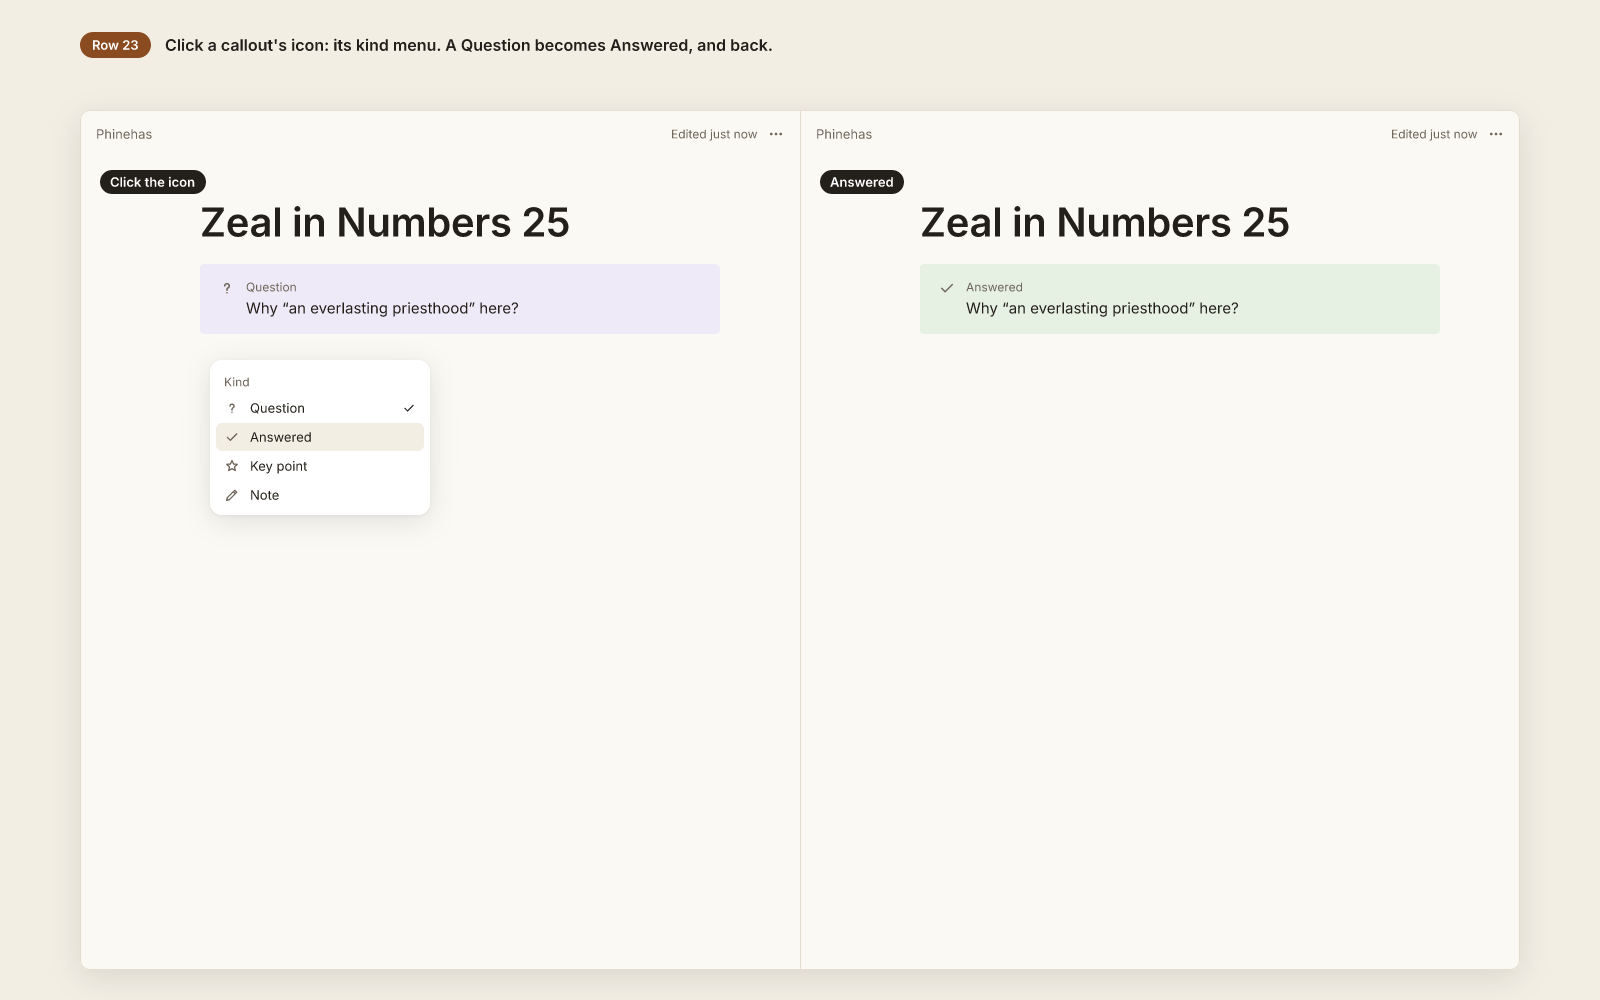 Row 23
Click a callout's icon: its kind menu. A Question becomes Answered, and back.
Phinehas
Edited just now
Click the icon
Zeal in Numbers 25
?
Question
Why “an everlasting priesthood” here?
Kind
? Question
Answered
Key point
Note
Phinehas
Edited just now
Answered
Zeal in Numbers 25
Answered
Why “an everlasting priesthood” here?